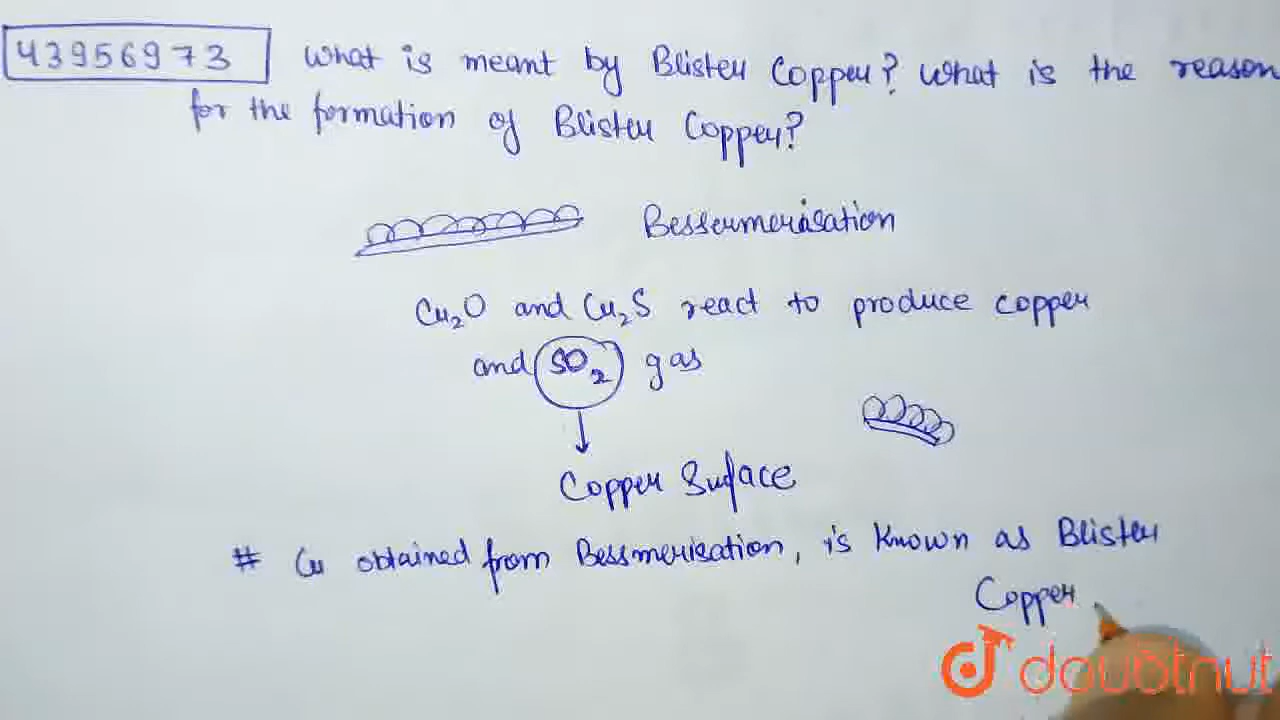 43956973 What is meant by Blister Copper? What is the reason
for the formation of Blister Copper?
Bessermerisation
Cu₂O and Cu₂S react to produce copper
and SO₂ gas
Copper Surface
# Cu obtained from Bessmerisation, is Known as Blister
Copper
doubtnut